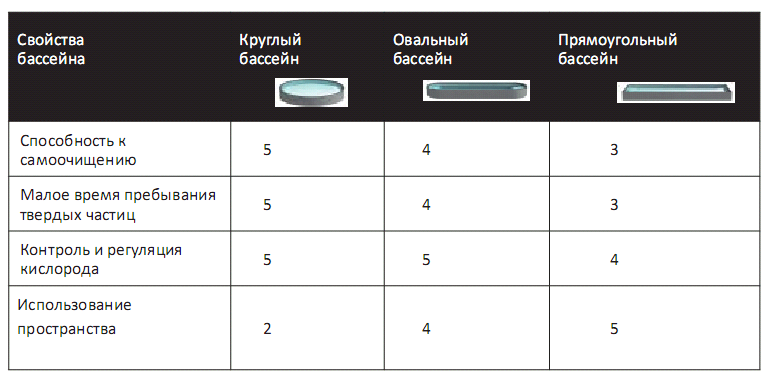 Свойства бассейна
Круглый бассейн
Овальный бассейн
Прямоугольный бассейн
Способность к самоочищению
5
4
3
Малое время пребывания твердых частиц
5
4
3
Контроль и регуляция кислорода
5
5
4
Использование пространства
2
4
5